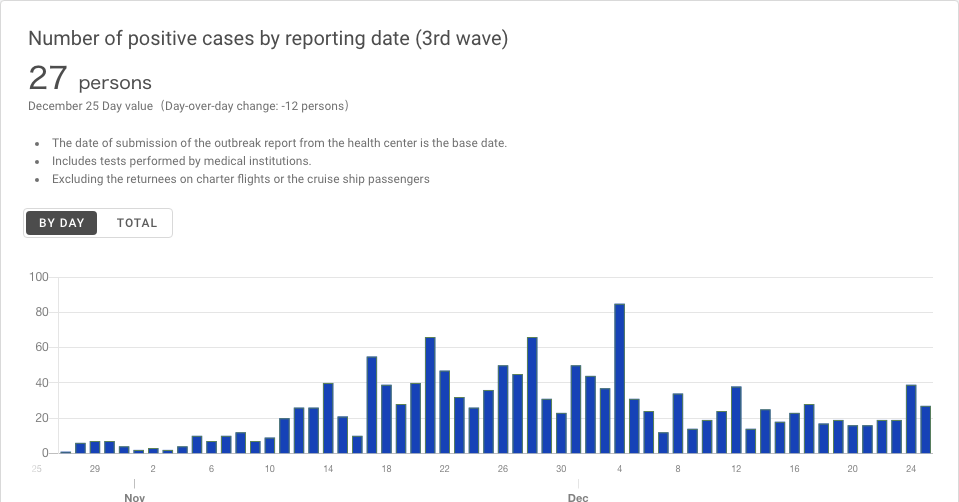 Number of positive cases by reporting date (3rd wave)
27 persons
December 25 Day value (Day-over-day change: -12 persons)
• The date of submission of the outbreak report from the health center is the base date.
• Includes tests performed by medical institutions.
• Excluding the returnees on charter flights or the cruise ship passengers
BY DAY TOTAL
100
80
60
40
20
0
26 29 2 6 10 14 18 22 26 30 4 8 12 16 20 24
Nov Dec